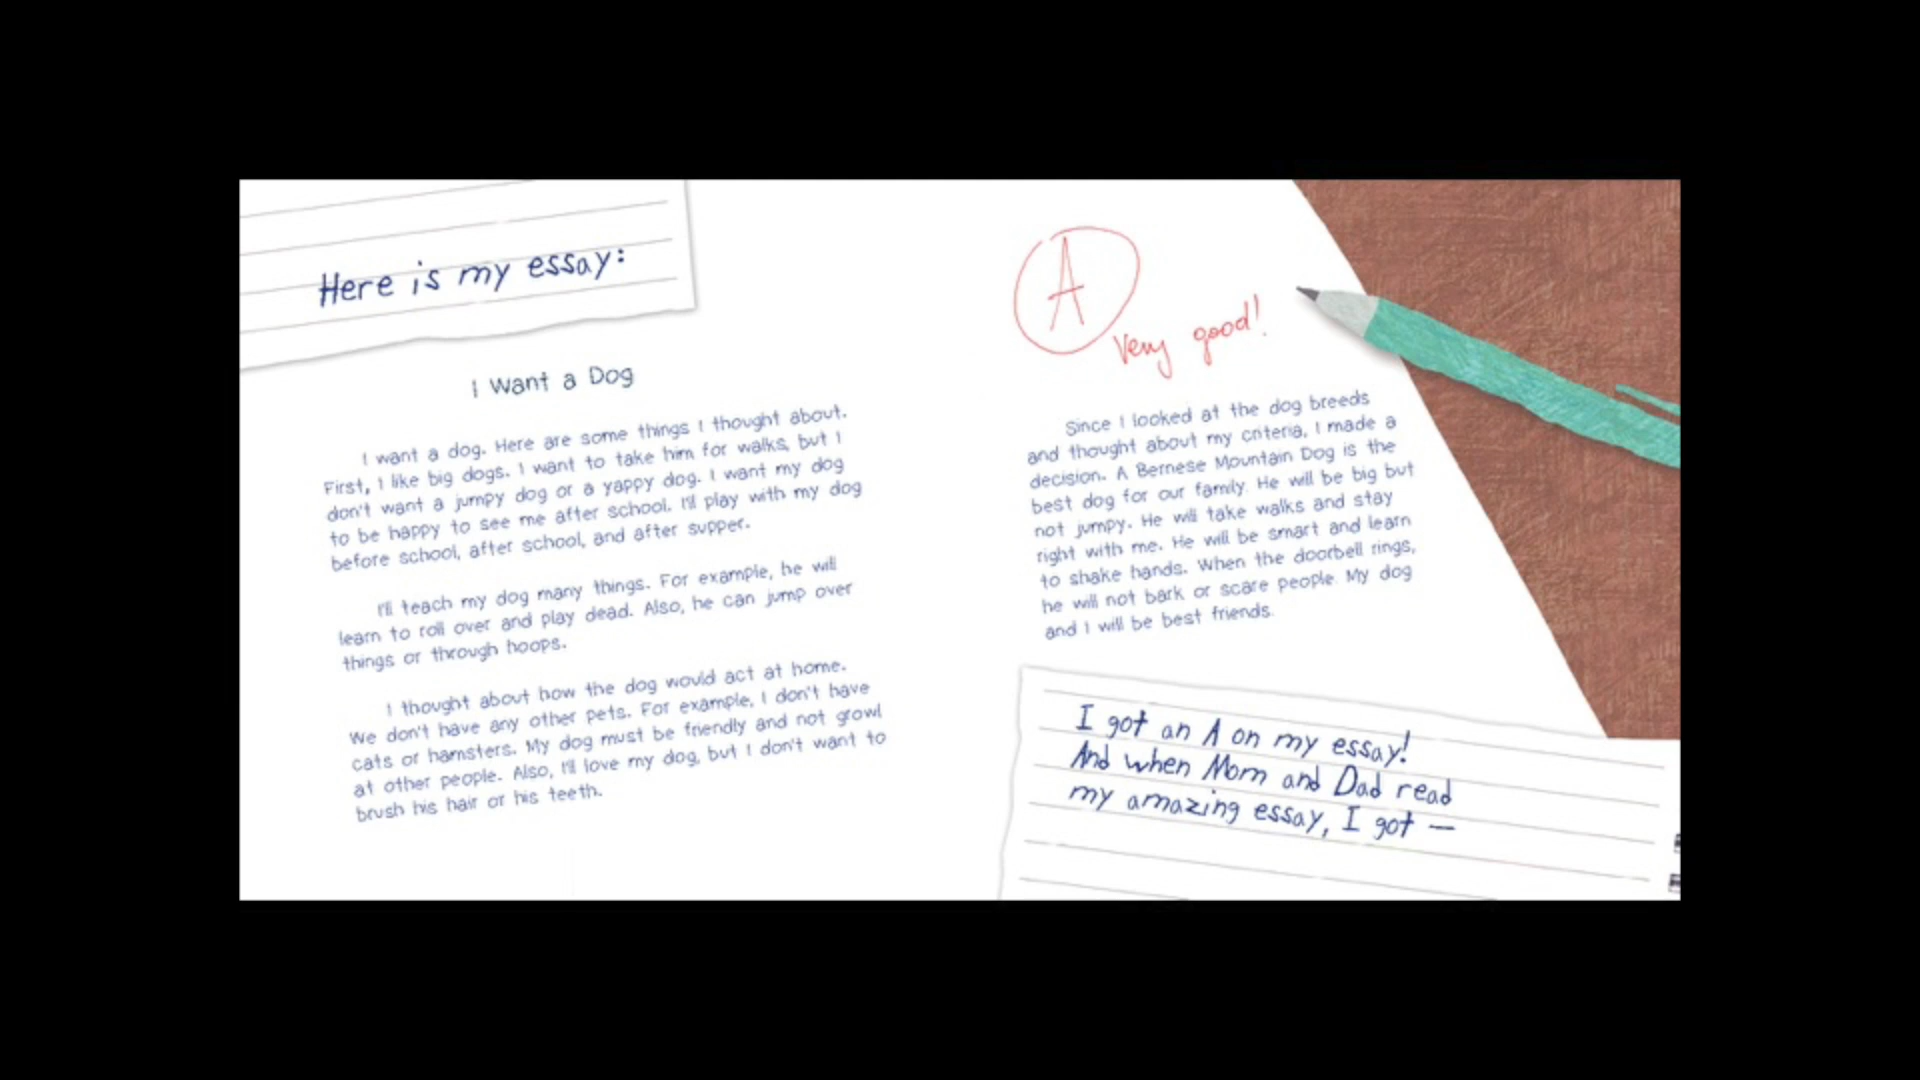 Here is my essay:
I Want a Dog
I want a dog. Here are some things I thought about.
First, I like big dogs. I want to take him for walks, but I
don't want a jumpy dog or a yappy dog. I want my dog
to be happy to see me after school. I'll play with my dog
before school, after school, and after supper.
I'll teach my dog many things. For example, he will
learn to roll over and play dead. Also, he can jump over
things or through hoops.
I thought about how the dog would act at home.
We don't have any other pets. For example, I don't have
cats or hamsters. My dog must be friendly and not growl
at other people. Also, I'll love my dog, but I don't want to
brush his hair or his teeth.
A
Very good!
Since I looked at the dog breeds
and thought about my criteria, I made a
decision. A Bernese Mountain Dog is the
best dog for our family. He will be big but
not jumpy. He will take walks and stay
right with me. He will be smart and learn
to shake hands. When the doorbell rings,
he will not bark or scare people. My dog
and I will be best friends.
I got an A on my essay!
And when Mom and Dad read
my amazing essay, I got —